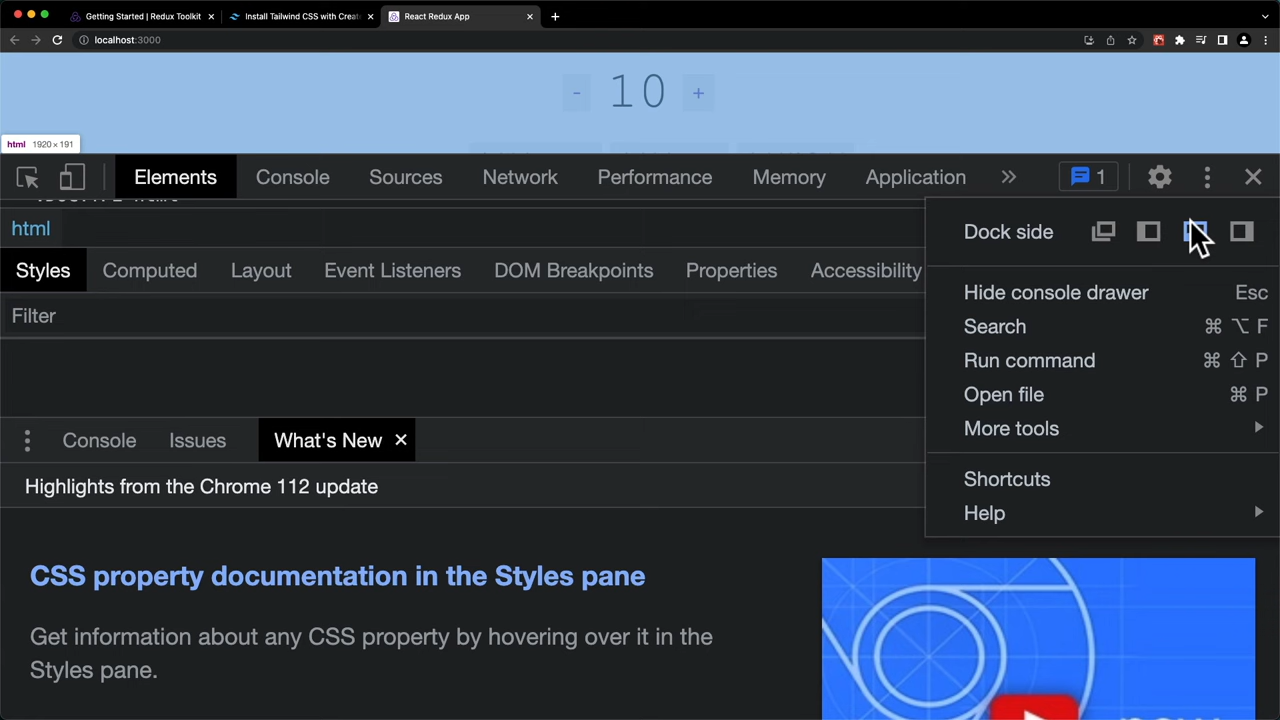 Getting Started | Redux Toolkit
Install Tailwind CSS with Create
React Redux App
localhost:3000
- 10 +
html 1920 × 191
Elements Console Sources Network Performance Memory Application » 1
html
Dock side
Styles Computed Layout Event Listeners DOM Breakpoints Properties Accessibility
Filter
Hide console drawer Esc
Search ⌘ ⌥ F
Run command ⌘ ⇧ P
Open file ⌘ P
More tools
Shortcuts
Help
Console Issues What's New ×
Highlights from the Chrome 112 update
CSS property documentation in the Styles pane
Get information about any CSS property by hovering over it in the
Styles pane.